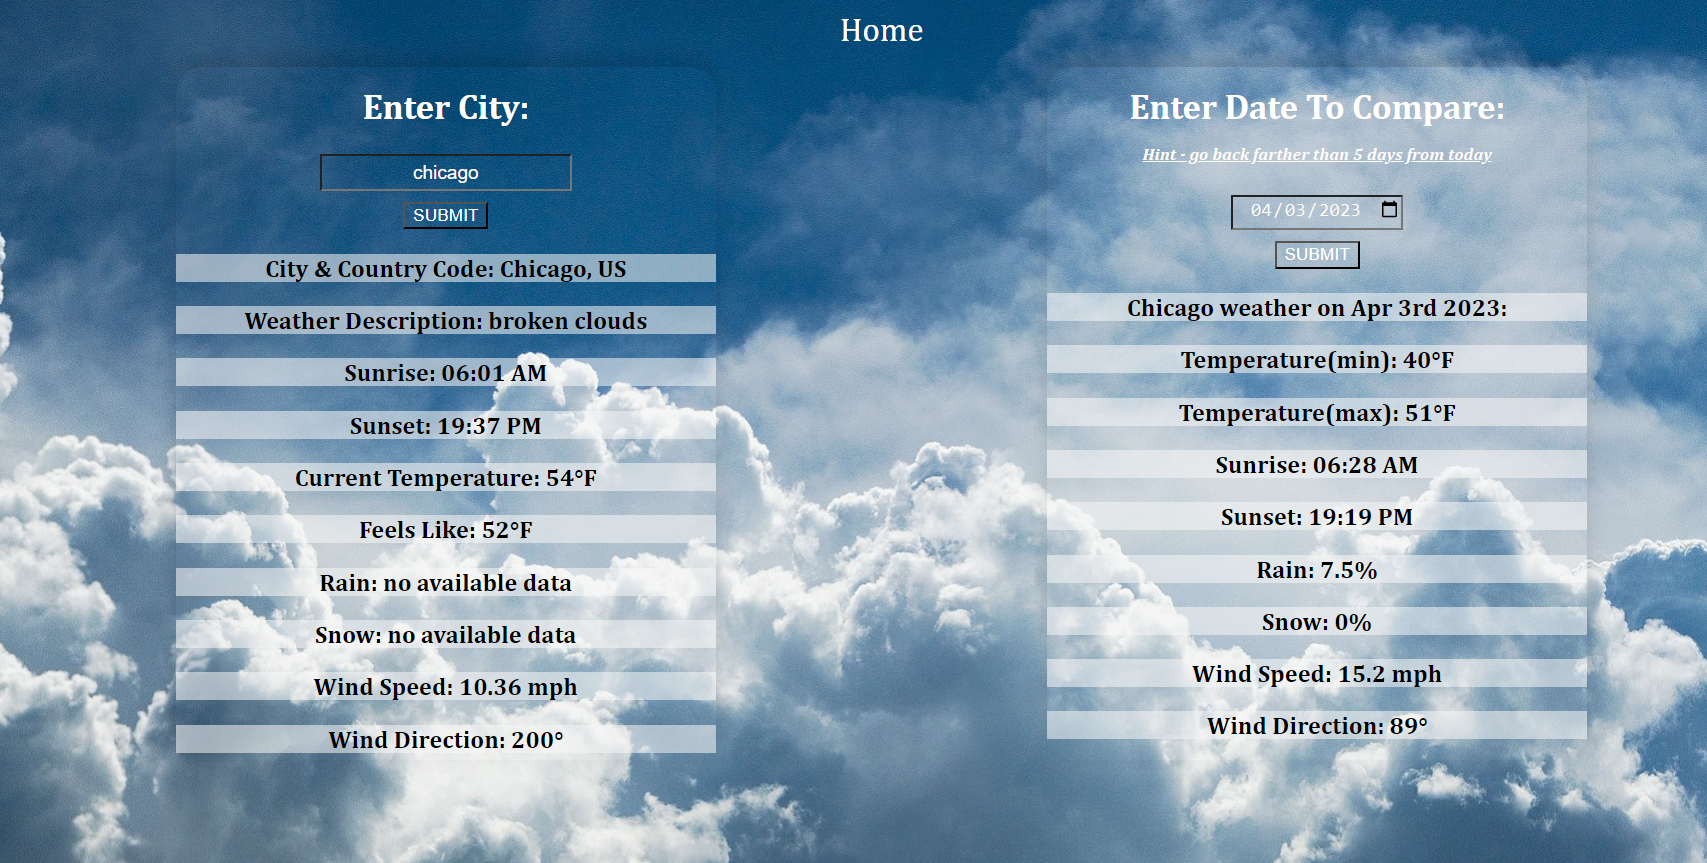 Home
Enter City:
chicago
SUBMIT
City & Country Code: Chicago, US
Weather Description: broken clouds
Sunrise: 06:01 AM
Sunset: 19:37 PM
Current Temperature: 54°F
Feels Like: 52°F
Rain: no available data
Snow: no available data
Wind Speed: 10.36 mph
Wind Direction: 200°
Enter Date To Compare:
Hint - go back farther than 5 days from today
04/03/2023
SUBMIT
Chicago weather on Apr 3rd 2023:
Temperature(min): 40°F
Temperature(max): 51°F
Sunrise: 06:28 AM
Sunset: 19:19 PM
Rain: 7.5%
Snow: 0%
Wind Speed: 15.2 mph
Wind Direction: 89°